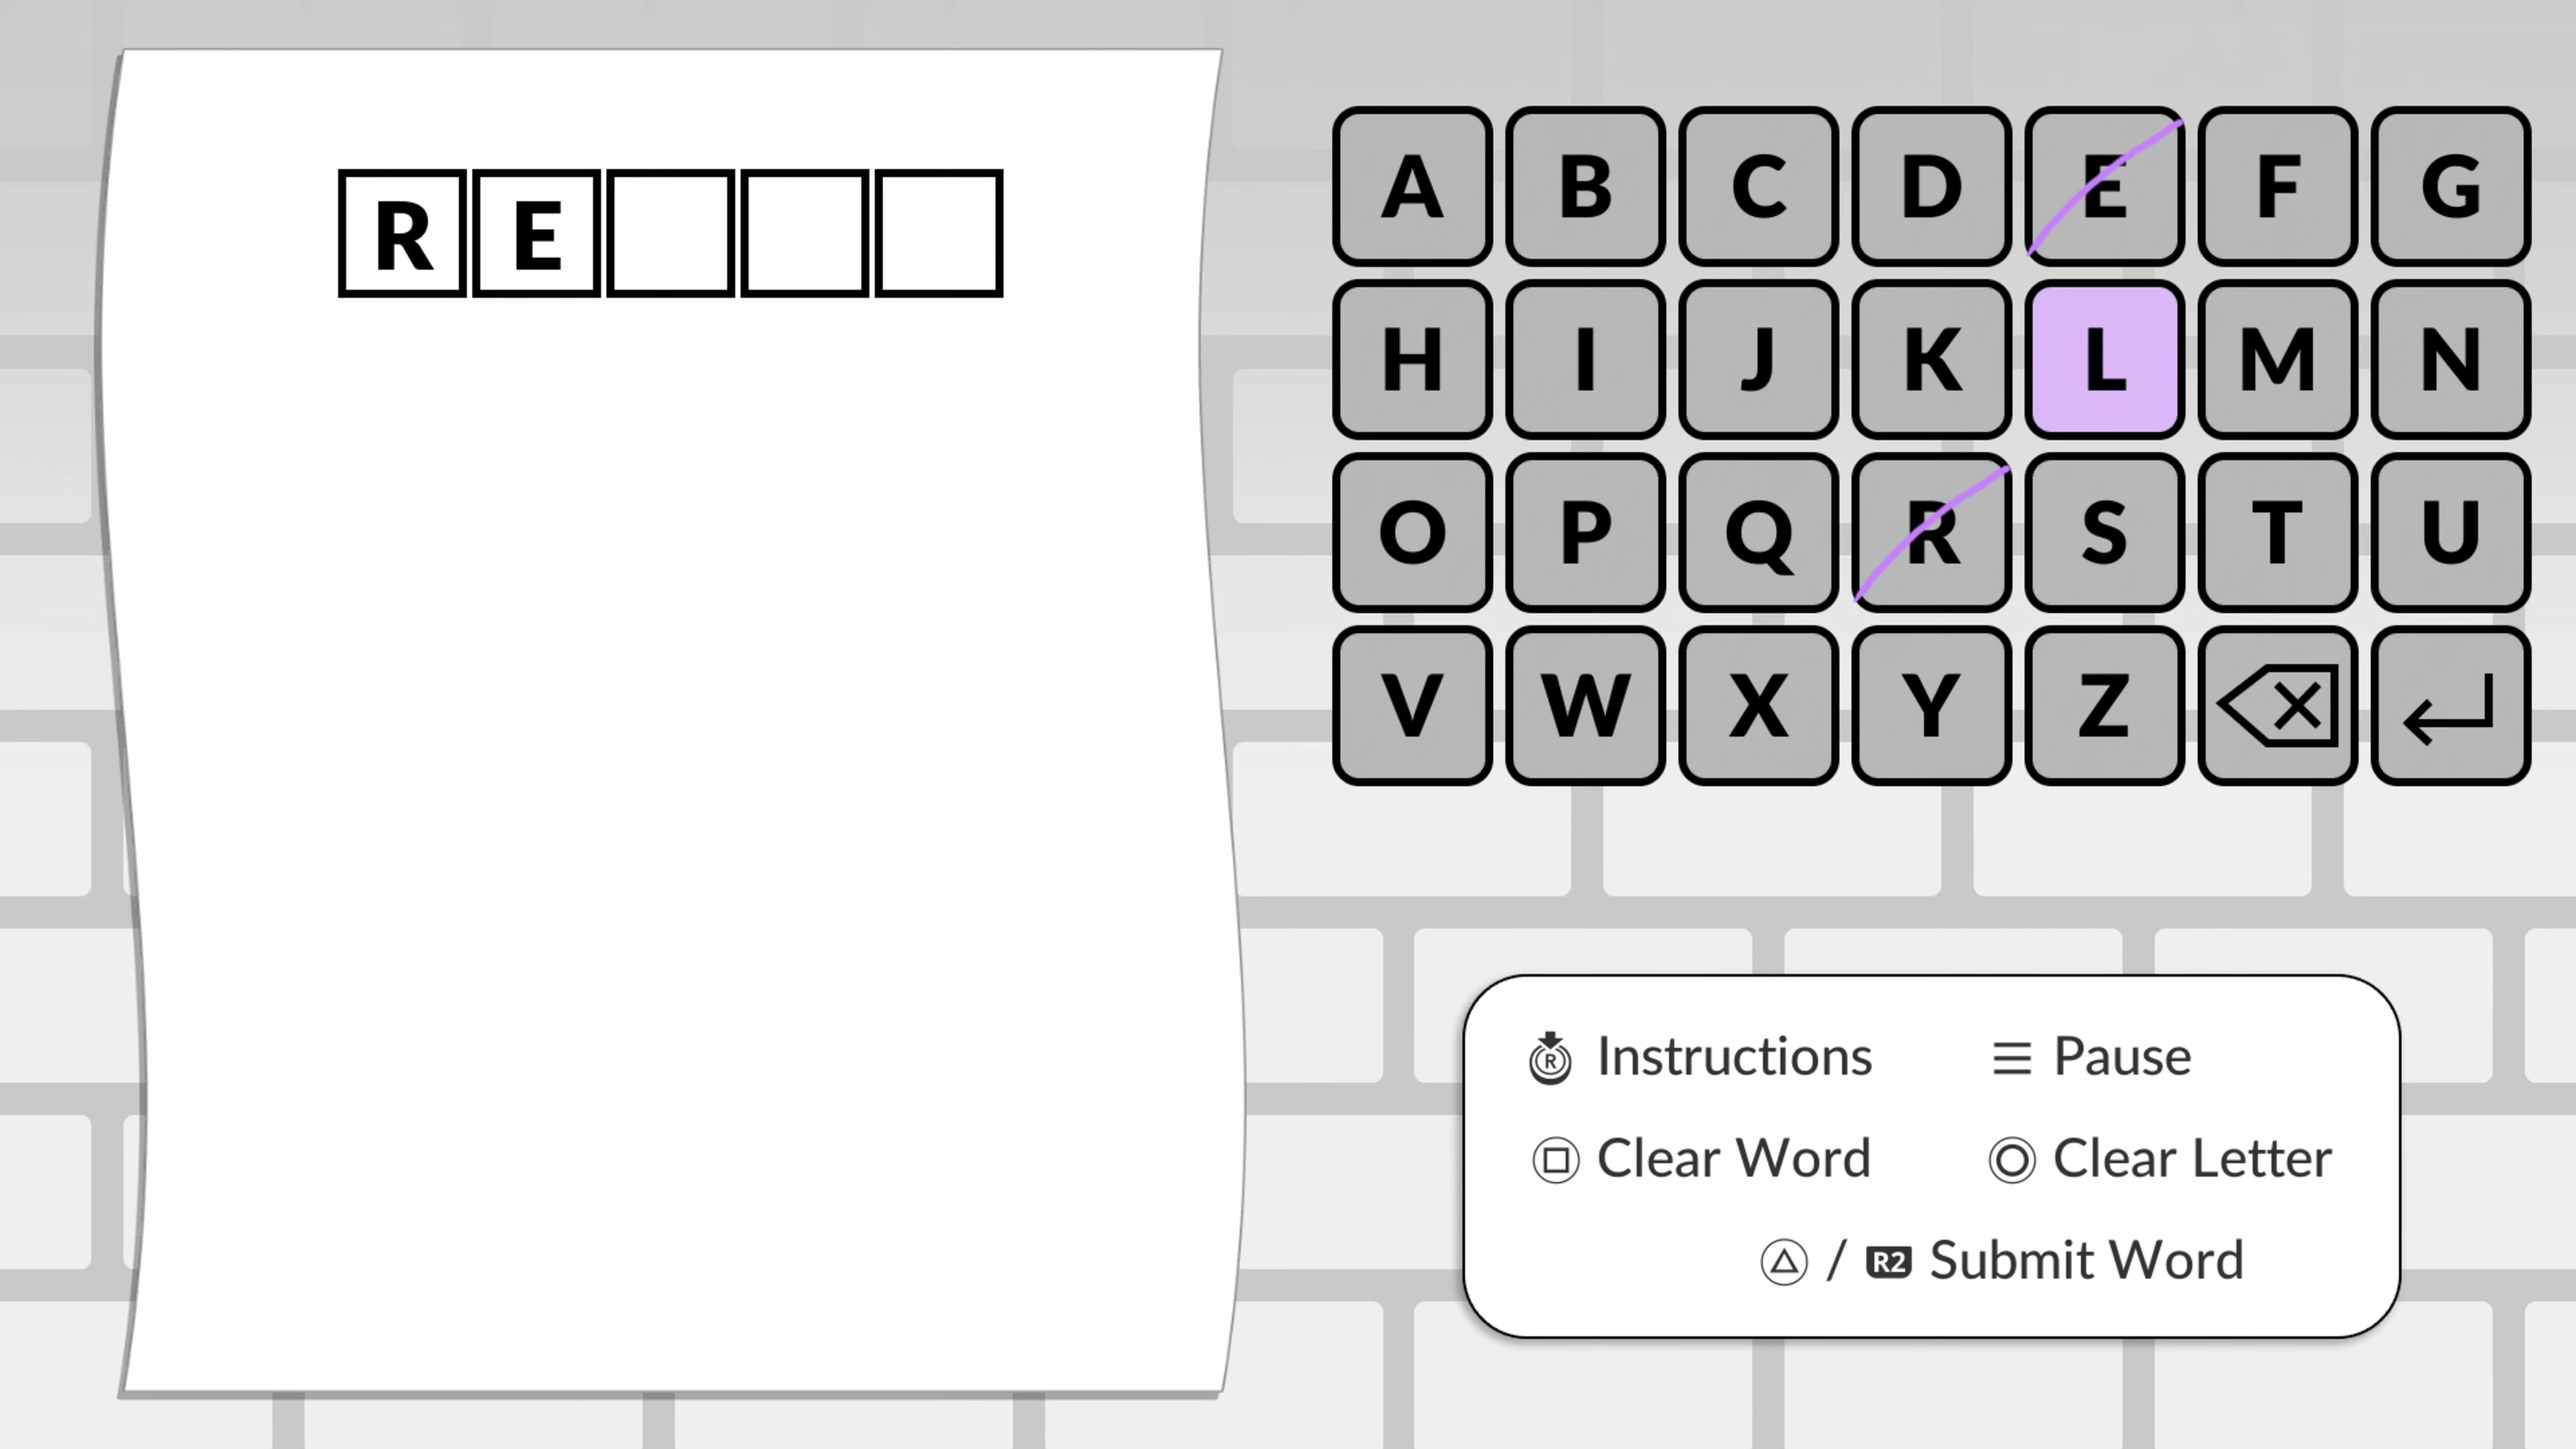 R E
A B C D E F G
H I J K L M N
O P Q R S T U
V W X Y Z
Instructions
Pause
Clear Word
Clear Letter
/ R2 Submit Word